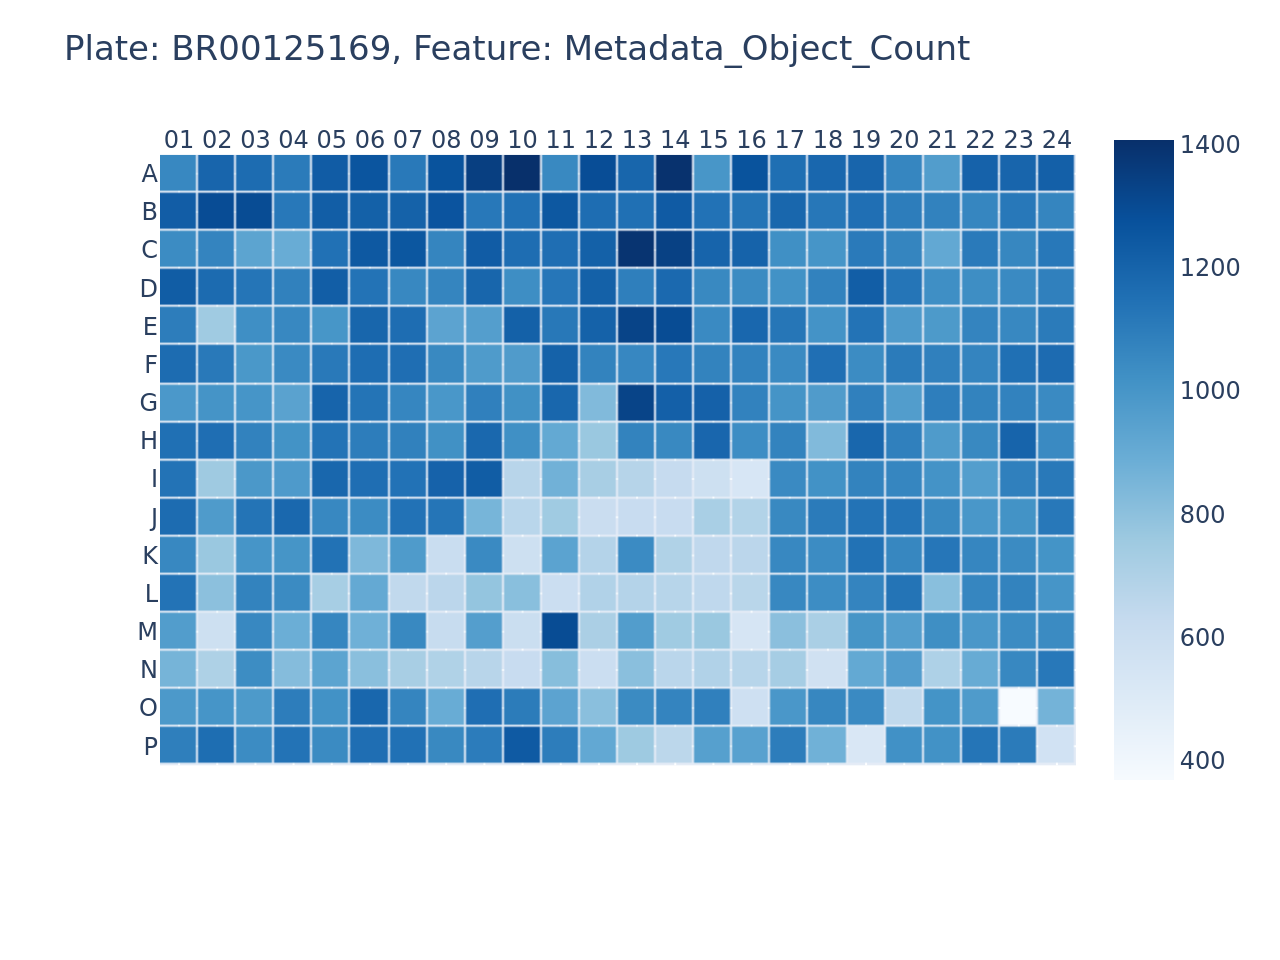 Plate: BR00125169, Feature: Metadata_Object_Count
01 02 03 04 05 06 07 08 09 10 11 12 13 14 15 16 17 18 19 20 21 22 23 24
A
B
C
D
E
F
G
H
I
J
K
L
M
N
O
P
1400
1200
1000
800
600
400